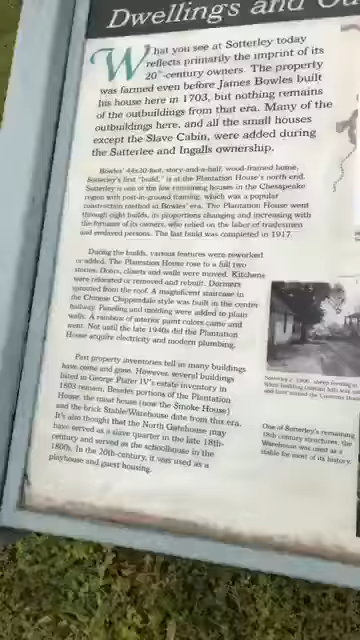 Dwellings and
What you see at Sotterley today
reflects primarily the imprint of its
20th-century owners. The property
was farmed even before James Bowles built
his house here in 1703, but nothing remains
of the outbuildings from that era. Many of the
outbuildings here, and all the small houses
except the Slave Cabin, were added during
the Satterlee and Ingalls ownership.
Bowles' 44x20-foot, story-and-a-half, wood-framed home,
Sotterley's first "build," is at the Plantation House's north end.
Sotterley is one of the few remaining houses in the Chesapeake
region with post-in-ground framing, which was a popular
construction method in Bowles' era. The Plantation House went
through eight builds, its proportions changing and increasing with
the fortunes of its owners, who relied on the labor of tradesmen
and enslaved persons. The last build was completed in 1917.
During the builds, various features were reworked
or added. The Plantation House rose to a full two
stories. Doors, closets and walls were moved. Kitchens
were relocated or removed and rebuilt. Dormers
sprouted from the roof. A magnificent staircase in
the Chinese Chippendale style was built in the center
hallway. Paneling and molding were added to plain
walls. A rainbow of interior paint colors came and
went. Not until the late 1940s did the Plantation
House acquire electricity and modern plumbing.
Past property inventories tell us many buildings
have come and gone. However, several buildings
listed in George Plater IV's estate inventory in
1803 remain. Besides portions of the Plantation
House, the meat house (now the Smoke House)
and the brick Stable/Warehouse date from this era.
It's also thought that the North Gatehouse may
have served as a slave quarter in the late 18th-
century and served as the schoolhouse in the
1800s. In the 20th-century, it was used as a
playhouse and guest housing.
Sotterley c. 1906,
One of Sotterley's remaining
18th century structures, the
Warehouse was used as a
stable for most of its history.